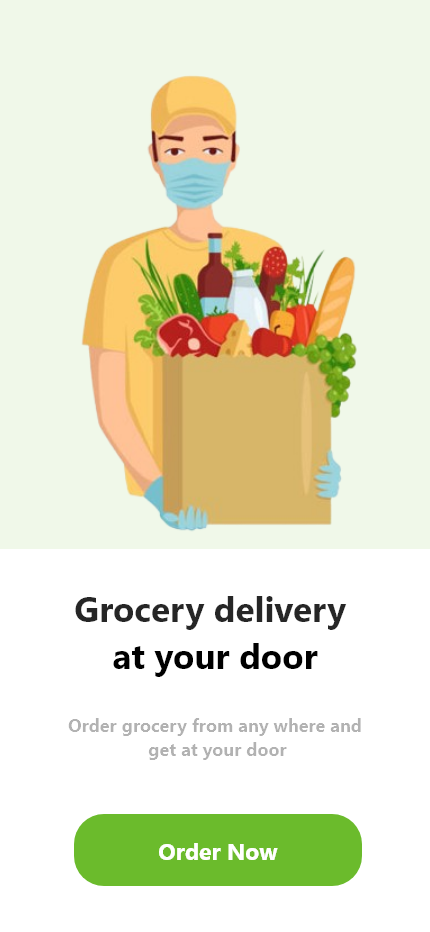 Grocery delivery
at your door
Order grocery from any where and
get at your door
Order Now